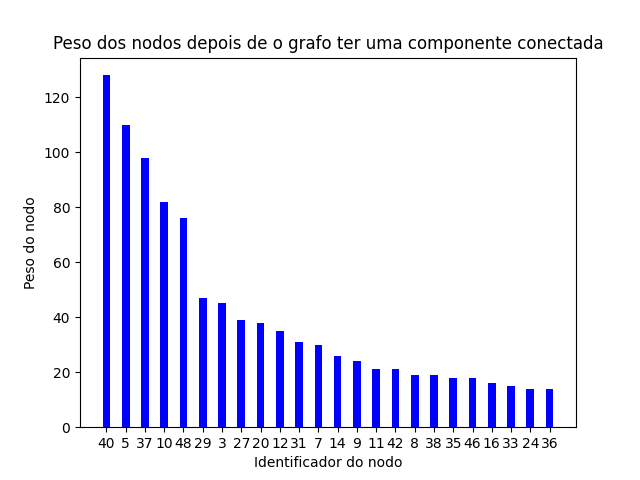 Peso dos nodos depois de o grafo ter uma componente conectada
Peso do nodo
120
100
80
60
40
20
0
40 5 37 10 48 29 3 27 20 12 31 7 14 9 11 42 8 38 35 46 16 33 24 36
Identificador do nodo